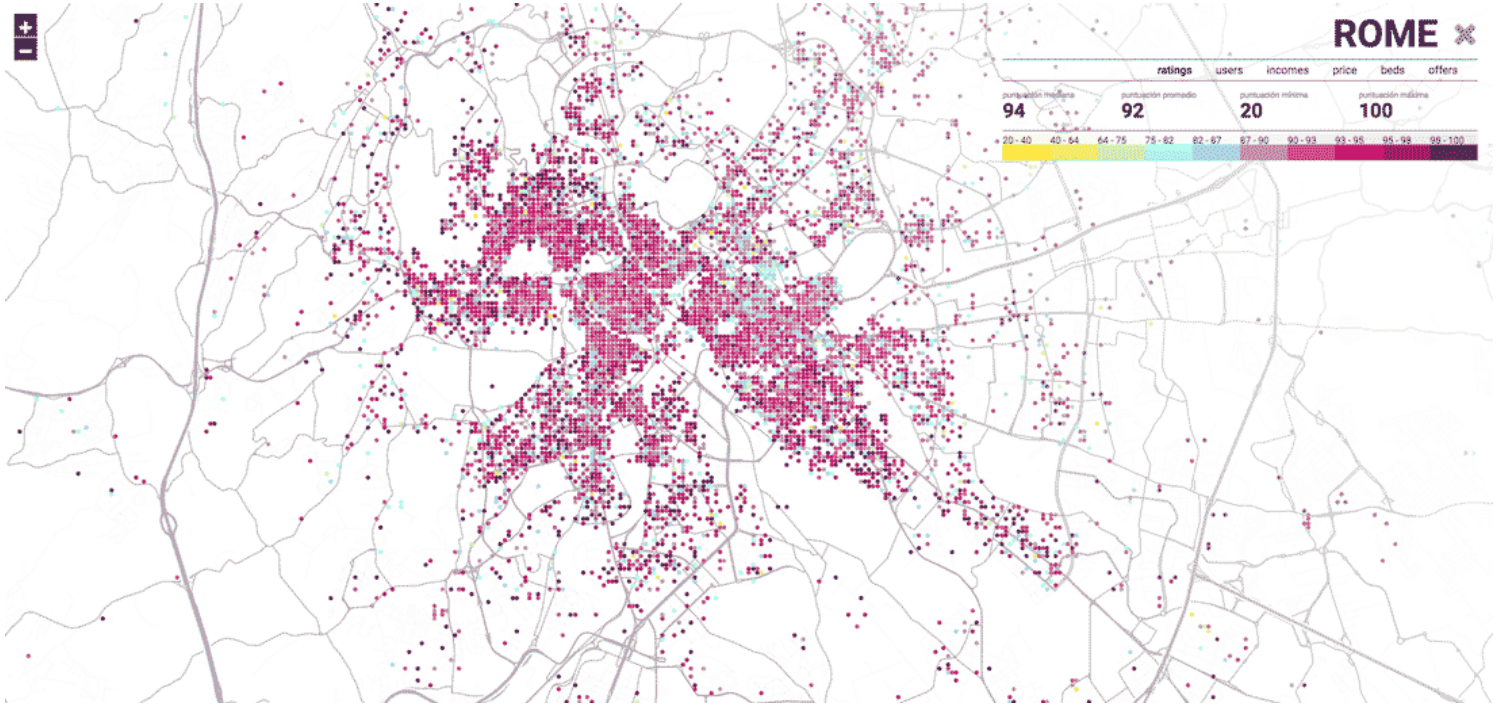 +
−
ROME ×
ratings users incomes price beds offers
puntuación mediana puntuación promedio puntuación mínima puntuación máxima
94 92 20 100
20 - 40 40 - 64 64 - 75 75 - 82 82 - 87 87 - 90 90 - 93 93 - 95 95 - 98 98 - 100